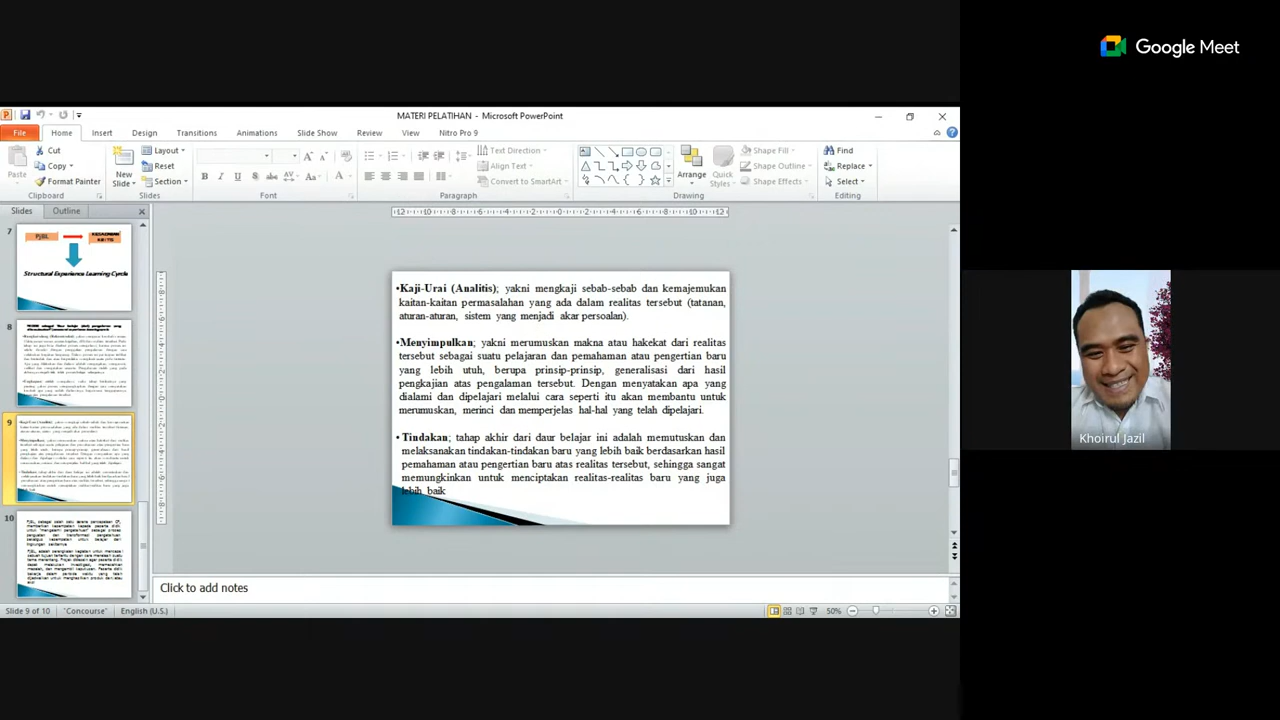 Google Meet
MATERI PELATIHAN - Microsoft PowerPoint
File Home Insert Design Transitions Animations Slide Show Review View Nitro Pro 9
Paste
Cut
Copy
Format Painter
Clipboard
New
Slide
Layout
Reset
Section
Slides
B I U S abc AV Aa A
Font
Text Direction
Align Text
Convert to SmartArt
Paragraph
Arrange
Quick
Styles
Shape Fill
Shape Outline
Shape Effects
Drawing
Find
Replace
Select
Editing
Slides Outline
7
PjBL
Structural Experience Learning Cycle
8
9
10
•Kaji-Urai (Analitis); yakni mengkaji sebab-sebab dan kemajemukan
kaitan-kaitan permasalahan yang ada dalam realitas tersebut (tatanan,
aturan-aturan, sistem yang menjadi akar persoalan).
•Menyimpulkan; yakni merumuskan makna atau hakekat dari realitas
tersebut sebagai suatu pelajaran dan pemahaman atau pengertian baru
yang lebih utuh, berupa prinsip-prinsip, generalisasi dari hasil
pengkajian atas pengalaman tersebut. Dengan menyatakan apa yang
dialami dan dipelajari melalui cara seperti itu akan membantu untuk
merumuskan, merinci dan memperjelas hal-hal yang telah dipelajari.
• Tindakan; tahap akhir dari daur belajar ini adalah memutuskan dan
melaksanakan tindakan-tindakan baru yang lebih baik berdasarkan hasil
pemahaman atau pengertian baru atas realitas tersebut, sehingga sangat
memungkinkan untuk menciptakan realitas-realitas baru yang juga
lebih baik
Khoirul Jazil
Click to add notes
Slide 9 of 10 "Concourse" English (U.S.) 50%